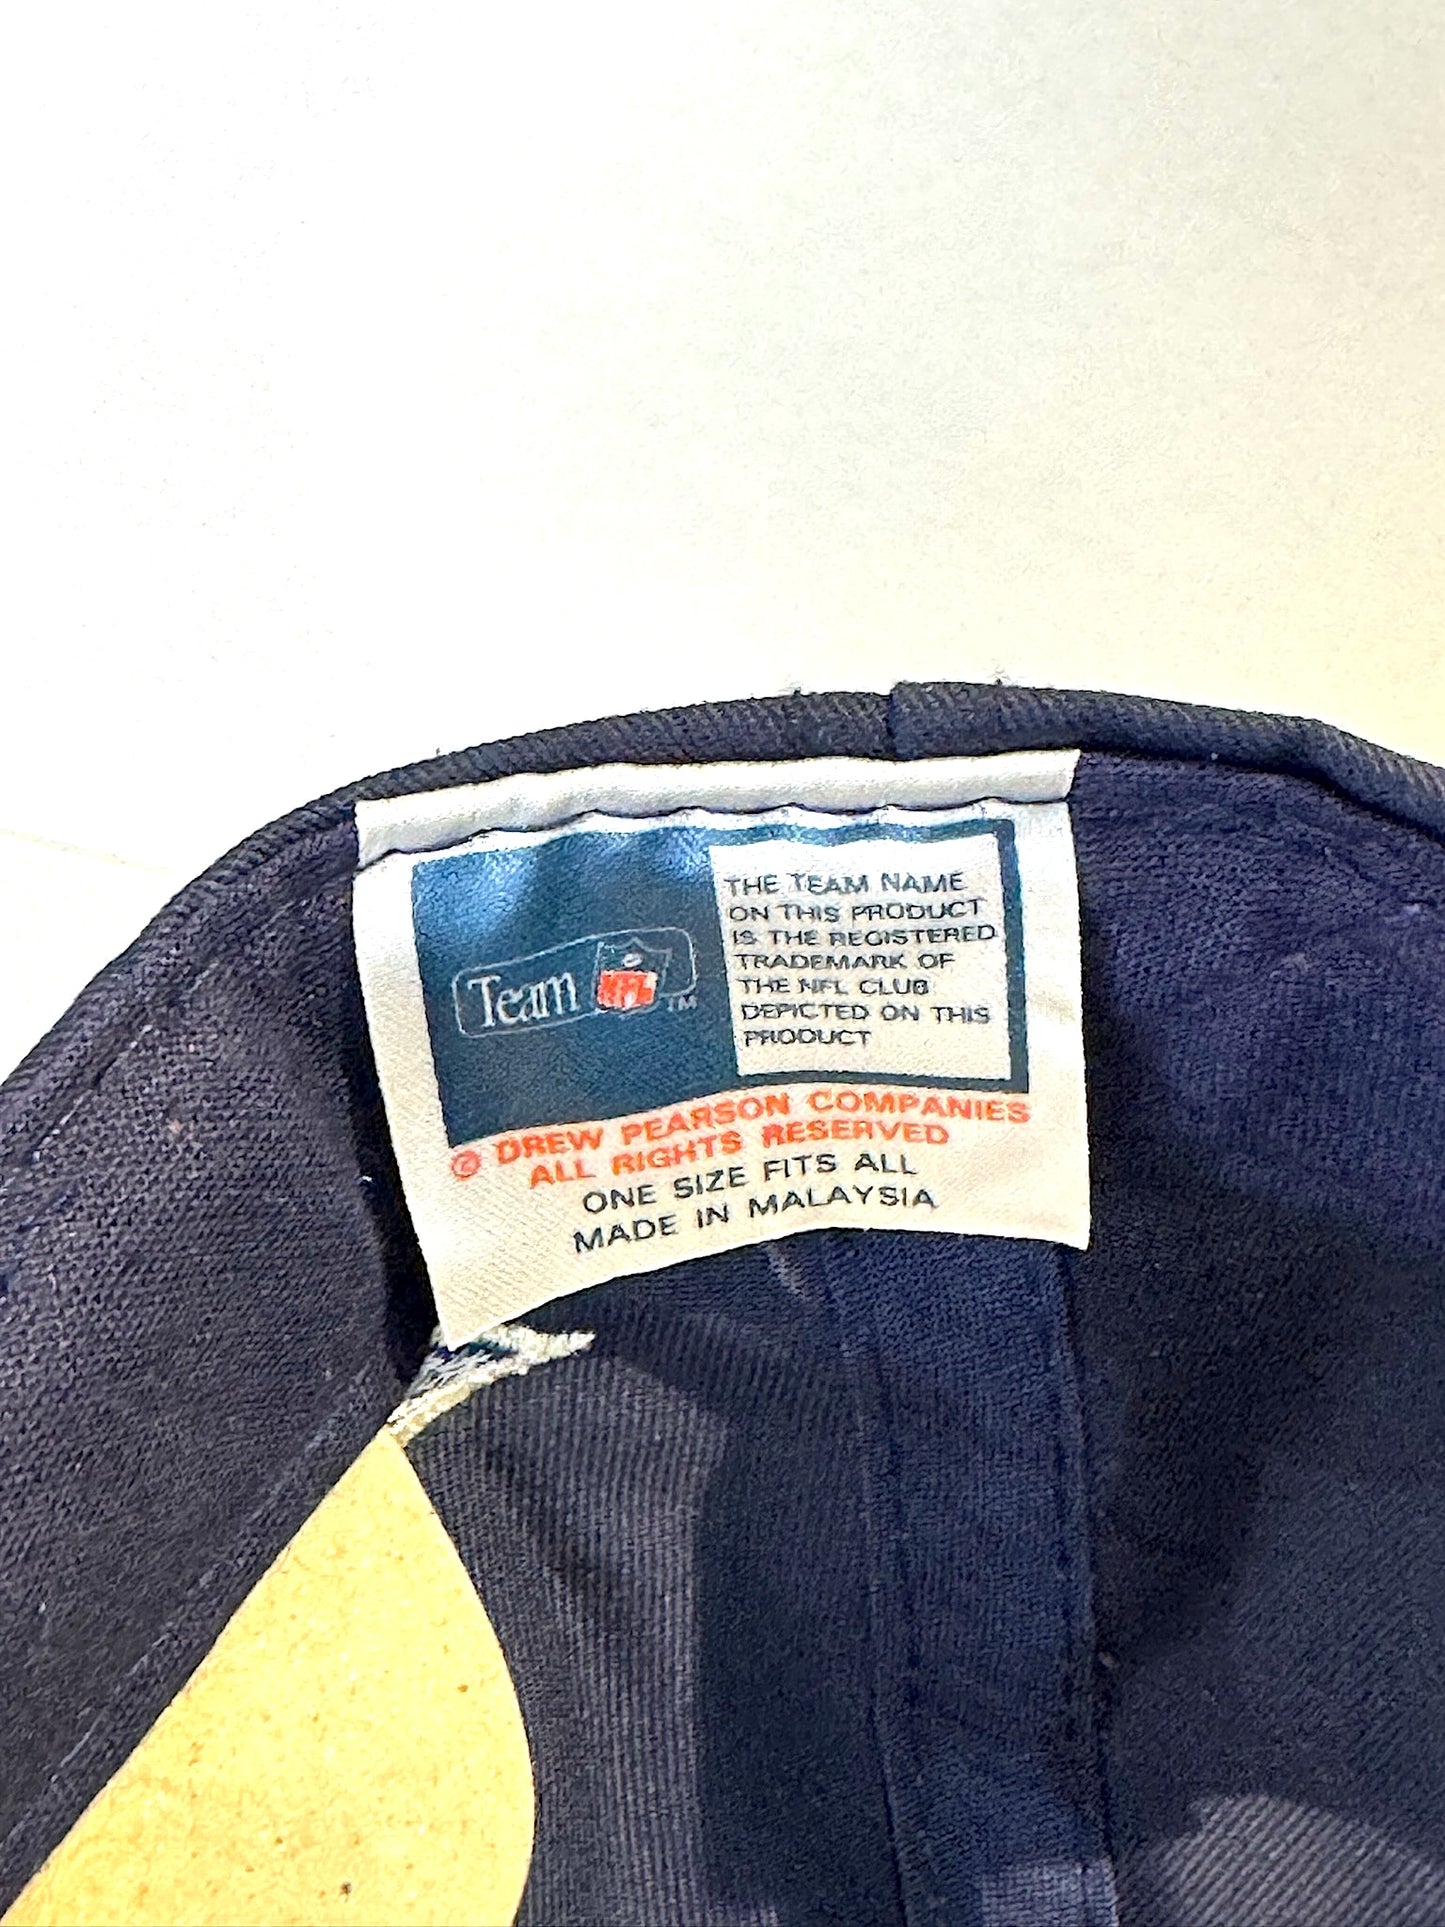 Team NFL TM
THE TEAM NAME
ON THIS PRODUCT
IS THE REGISTERED
TRADEMARK OF
THE NFL CLUB
DEPICTED ON THIS
PRODUCT
© DREW PEARSON COMPANIES
ALL RIGHTS RESERVED
ONE SIZE FITS ALL
MADE IN MALAYSIA